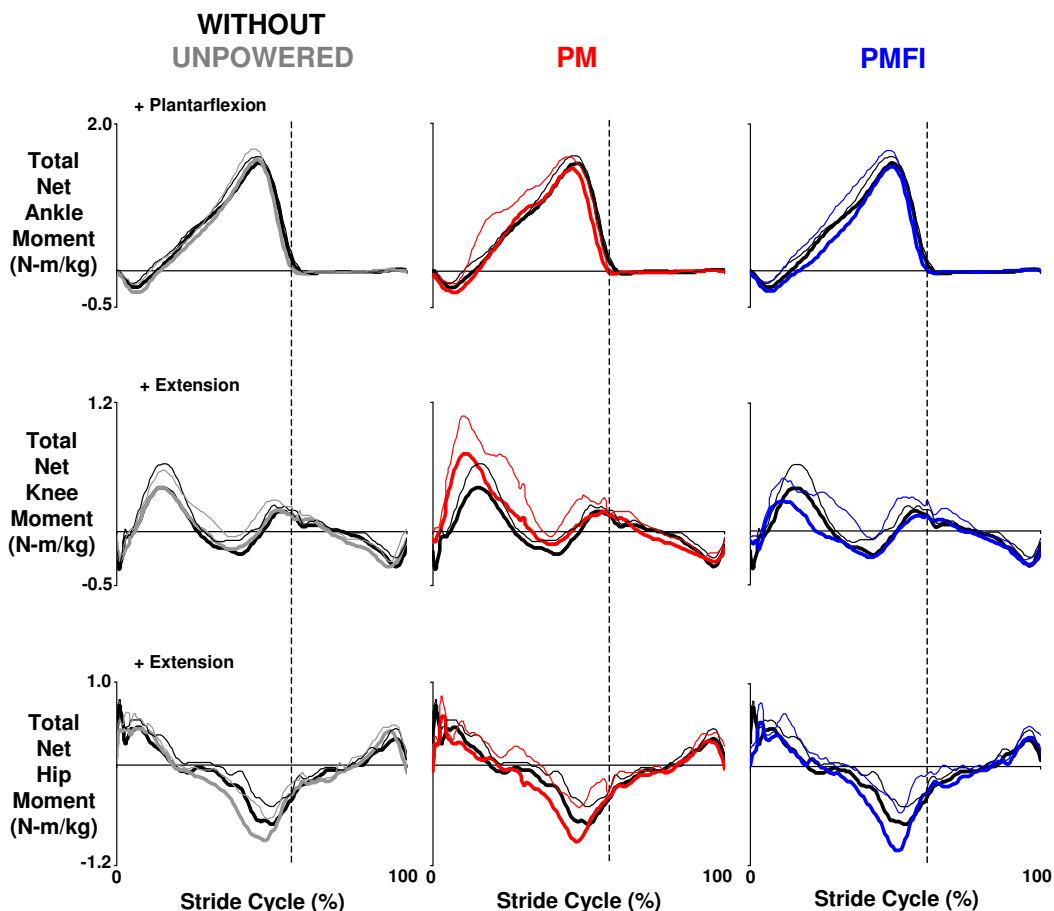 WITHOUT
UNPOWERED
PM
PMFI
+ Plantarflexion
2.0
Total
Net
Ankle
Moment
(N-m/kg)
-0.5
+ Extension
1.2
Total
Net
Knee
Moment
(N-m/kg)
-0.5
+ Extension
1.0
Total
Net
Hip
Moment
(N-m/kg)
-1.2
0
100
0
100
0
100
Stride Cycle (%)
Stride Cycle (%)
Stride Cycle (%)